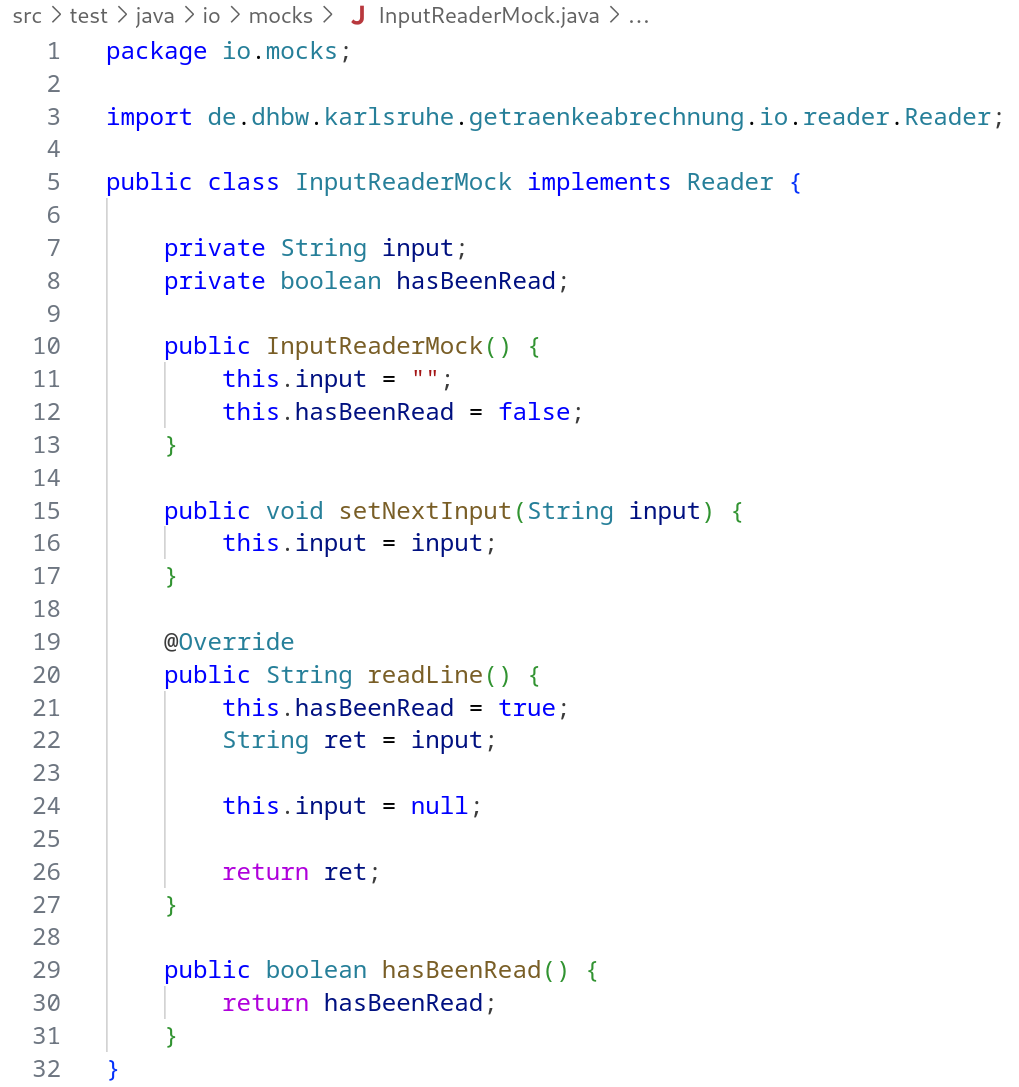 src > test > java > io > mocks > J InputReaderMock.java > ...
1 package io.mocks;
2
3 import de.dhbw.karlsruhe.getraenkeabrechnung.io.reader.Reader;
4
5 public class InputReaderMock implements Reader {
6
7     private String input;
8     private boolean hasBeenRead;
9
10     public InputReaderMock() {
11         this.input = "";
12         this.hasBeenRead = false;
13     }
14
15     public void setNextInput(String input) {
16         this.input = input;
17     }
18
19     @Override
20     public String readLine() {
21         this.hasBeenRead = true;
22         String ret = input;
23
24         this.input = null;
25
26         return ret;
27     }
28
29     public boolean hasBeenRead() {
30         return hasBeenRead;
31     }
32 }